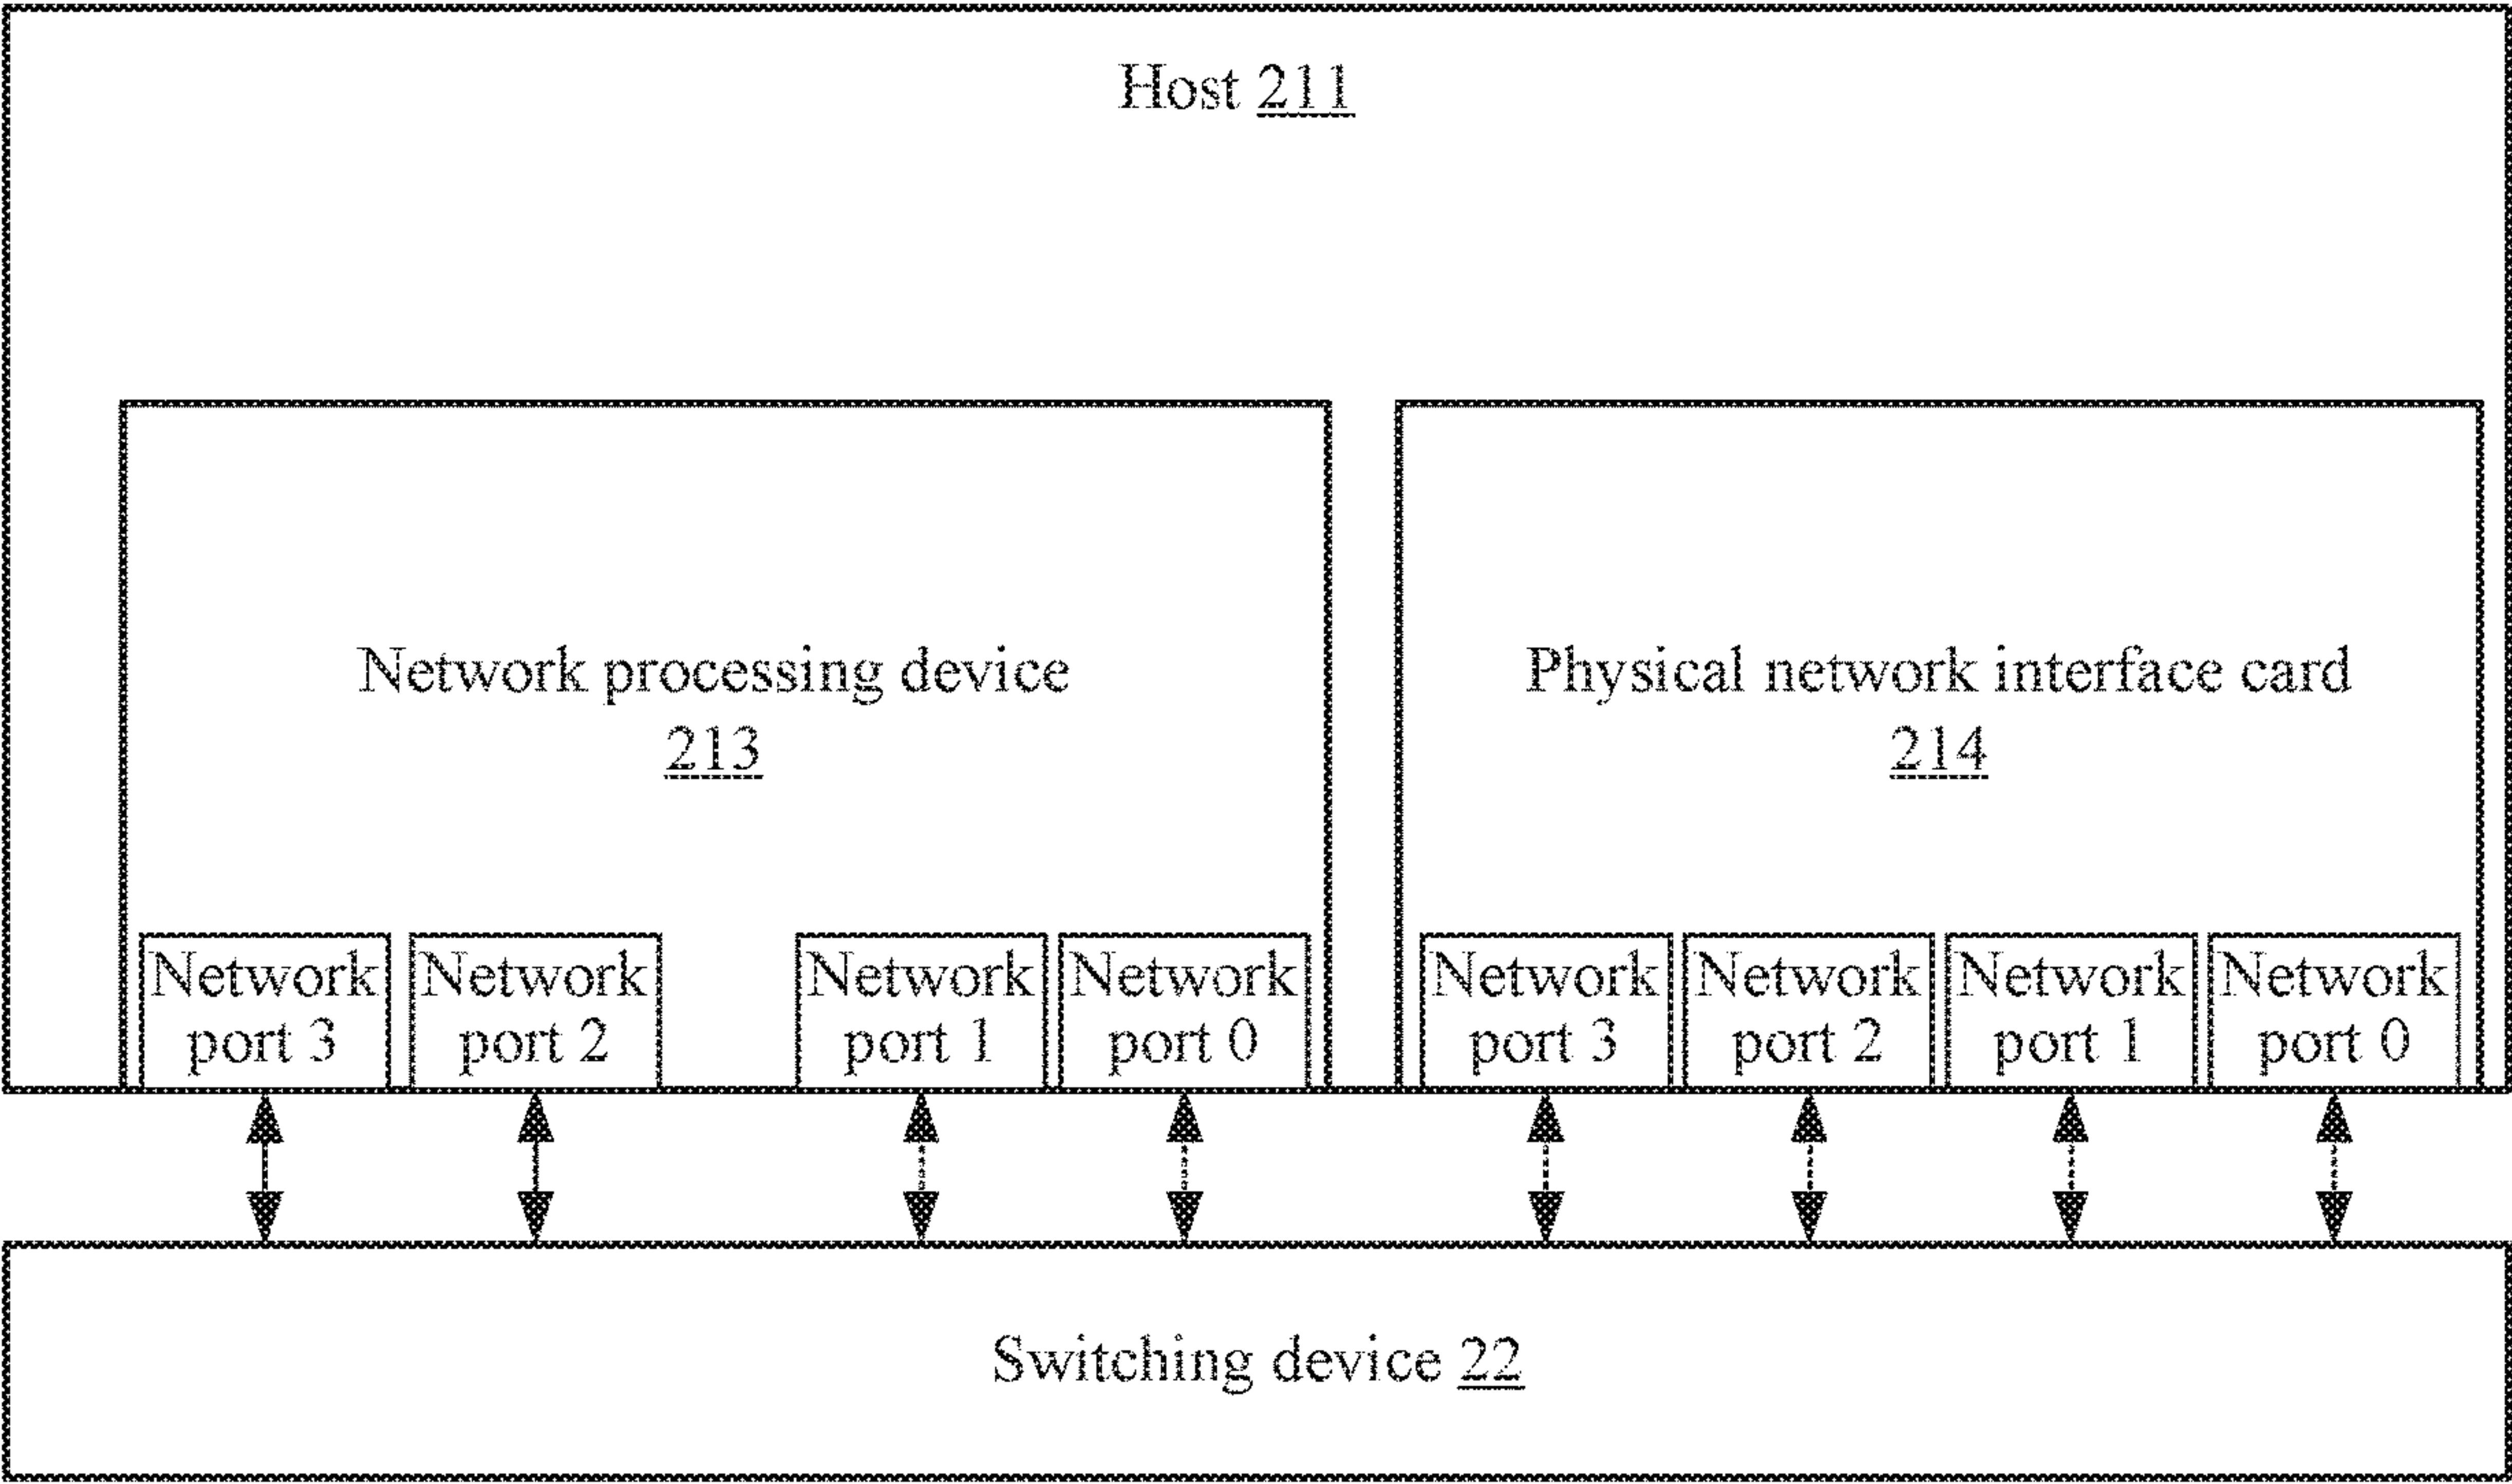 Host 211
Network processing device
213
Physical network interface card
214
Network
port 3
Network
port 2
Network
port 1
Network
port 0
Network
port 3
Network
port 2
Network
port 1
Network
port 0
Switching device 22